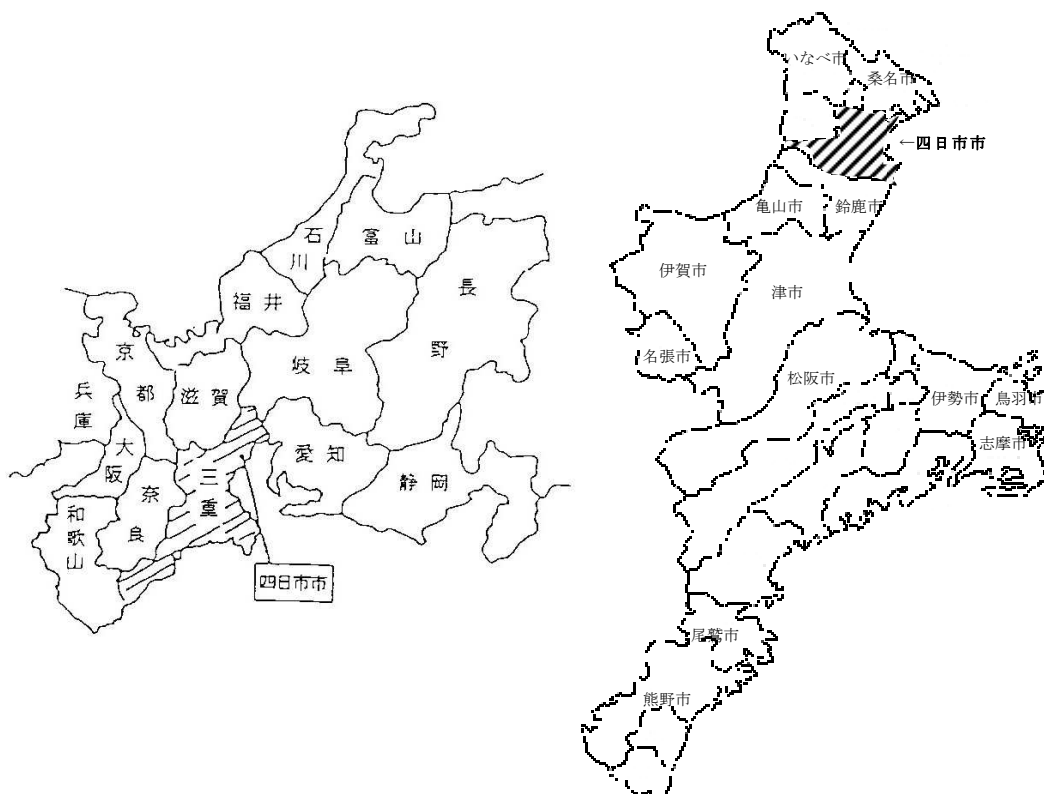 石川
富山
福井
長野
岐阜
京都
滋賀
兵庫
大阪
愛知
三重
静岡
奈良
和歌山
四日市市
いなべ市
桑名市
←四日市市
亀山市
鈴鹿市
伊賀市
津市
名張市
松阪市
伊勢市
鳥羽市
志摩市
尾鷲市
熊野市